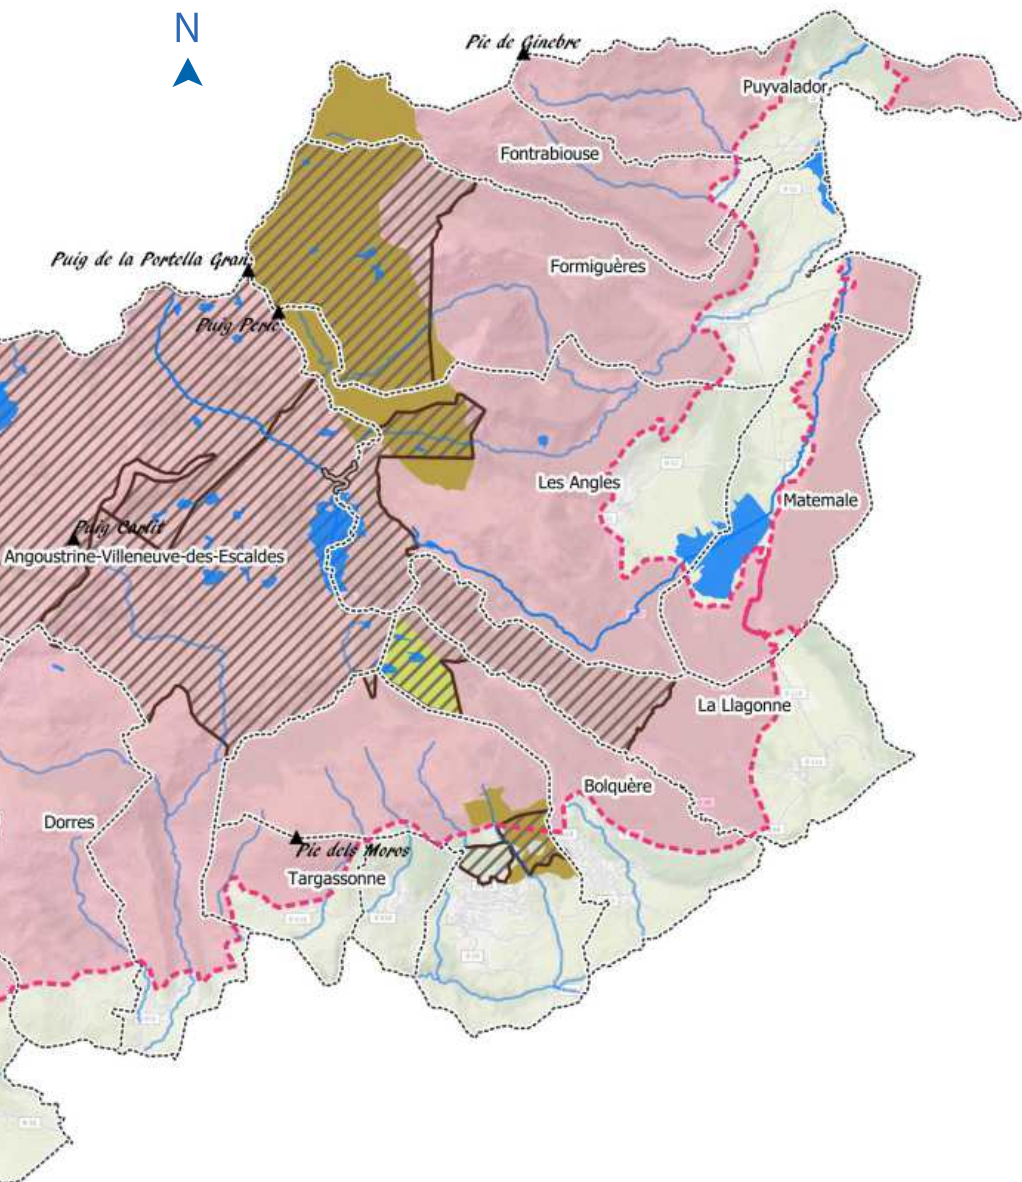 N
Pic de Ginebre
Puyvalador
Fontrabiouse
Puig de la Portella Gran
Formiguères
Puig Peric
Les Angles
Matemale
Puig Carlit
Angoustrine-Villeneuve-des-Escaldes
La Llagonne
Bolquère
Dorres
Pic dels Moros
Targassonne